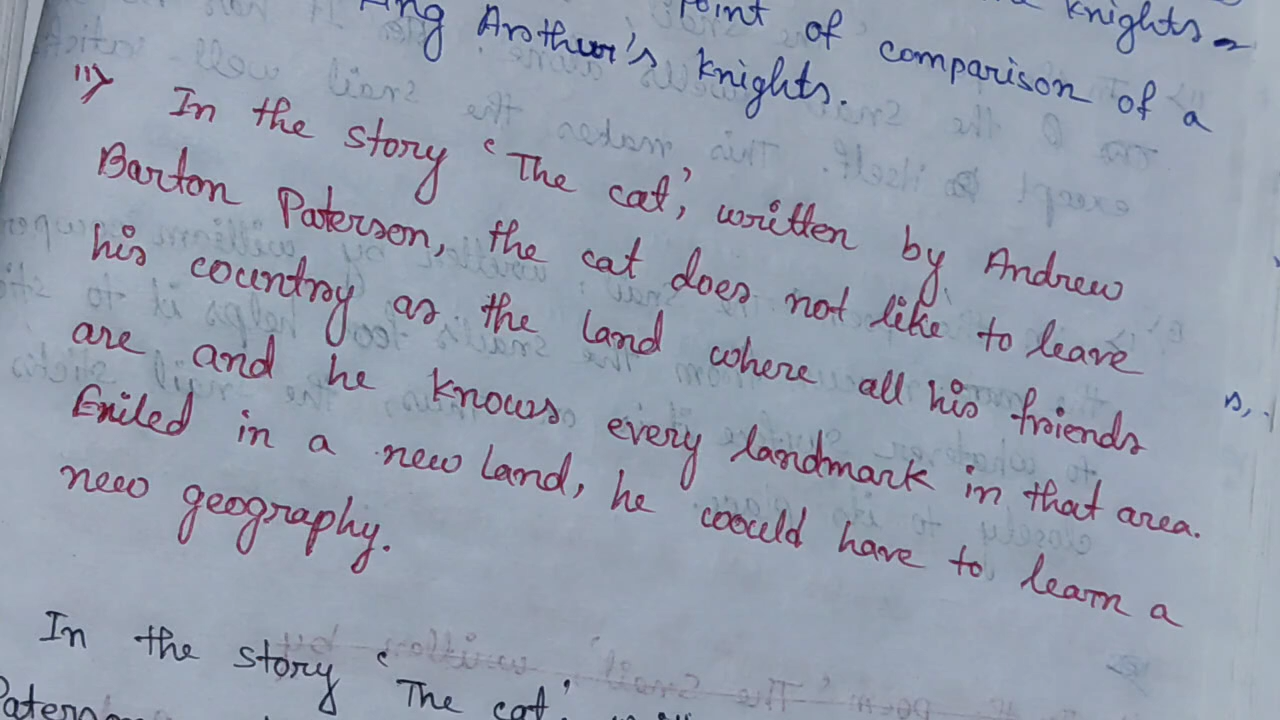 knights-
King Arthur's point of comparison of a
knights.
ii> In the story 'The cat', written by Andrew
Barton Paterson, the cat does not like to leave
his country as the land where all his friends
are and he knows every landmark in that area.
Exiled in a new land, he would have to learn a
new geography.
s,.
In the story 'The cat',
Paterson